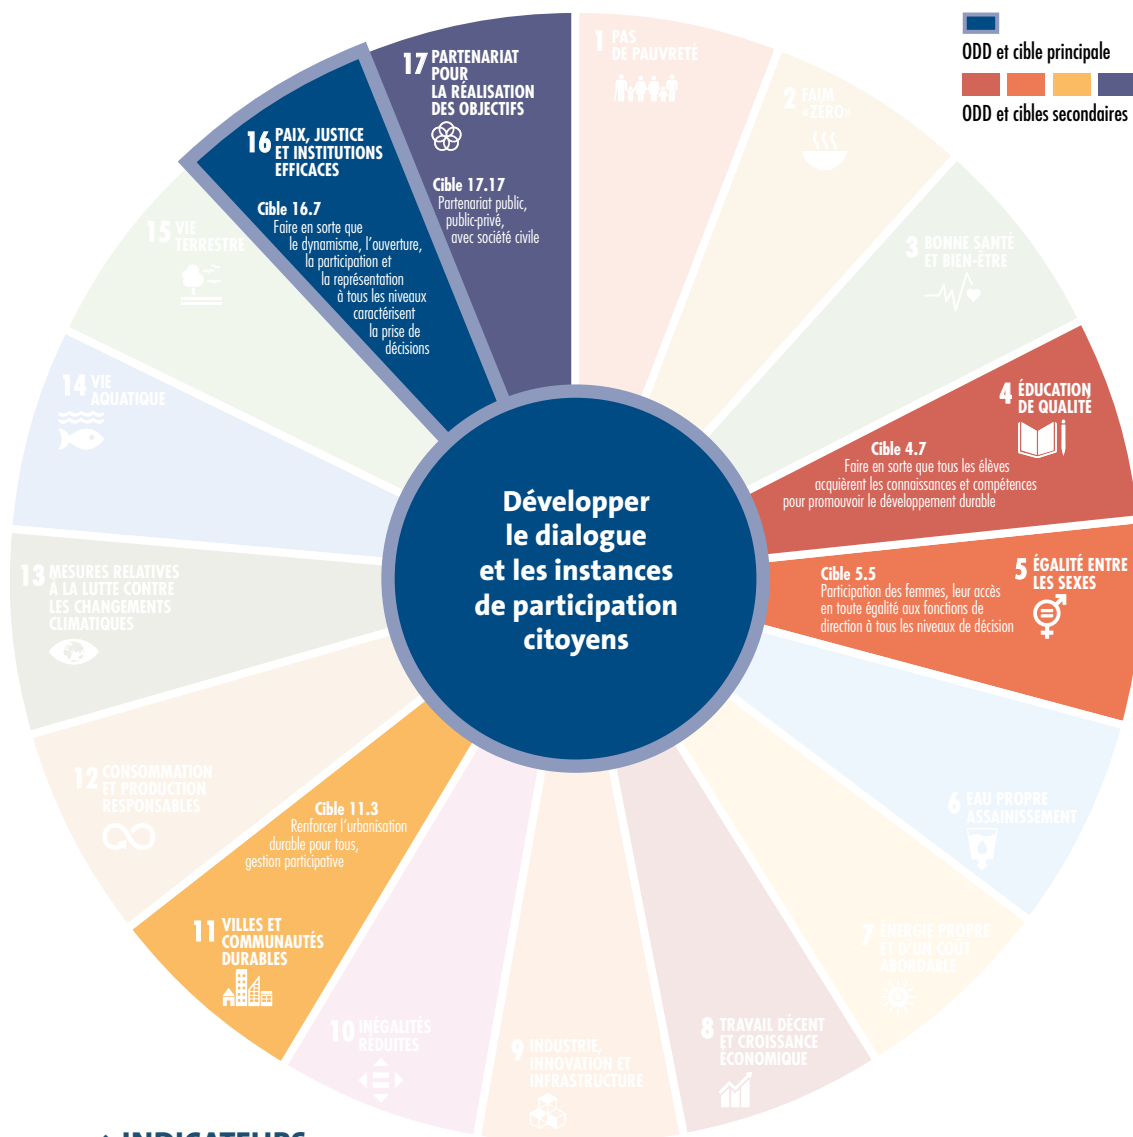 ODD et cible principale
ODD et cibles secondaires
1 PAS
DE PAUVRETÉ
2 FAIM
«ZÉRO»
3 BONNE SANTÉ
ET BIEN-ÊTRE
4 ÉDUCATION
DE QUALITÉ
Cible 4.7
Faire en sorte que tous les élèves
acquièrent les connaissances et compétences
pour promouvoir le développement durable
5 ÉGALITÉ ENTRE
LES SEXES
Cible 5.5
Participation des femmes, leur accès
en toute égalité aux fonctions de
direction à tous les niveaux de décision
6 EAU PROPRE
ASSAINISSEMENT
7 ÉNERGIE PROPRE
ET D'UN COÛT
ABORDABLE
8 TRAVAIL DÉCENT
ET CROISSANCE
ÉCONOMIQUE
9 INDUSTRIE,
INNOVATION ET
INFRASTRUCTURE
10 INÉGALITÉS
RÉDUITES
Cible 11.3
Renforcer l'urbanisation
durable pour tous,
gestion participative
11 VILLES ET
COMMUNAUTÉS
DURABLES
12 CONSOMMATION
ET PRODUCTION
RESPONSABLES
13 MESURES RELATIVES
À LA LUTTE CONTRE
LES CHANGEMENTS
CLIMATIQUES
14 VIE
AQUATIQUE
15 VIE
TERRESTRE
16 PAIX, JUSTICE
ET INSTITUTIONS
EFFICACES
Cible 16.7
Faire en sorte que
le dynamisme, l'ouverture,
la participation et
la représentation
à tous les niveaux
caractérisent
la prise de
décisions
17 PARTENARIAT
POUR
LA RÉALISATION
DES OBJECTIFS
Cible 17.17
Partenariat public,
public-privé,
avec société civile
Développer
le dialogue
et les instances
de participation
citoyens
INDICATEURS